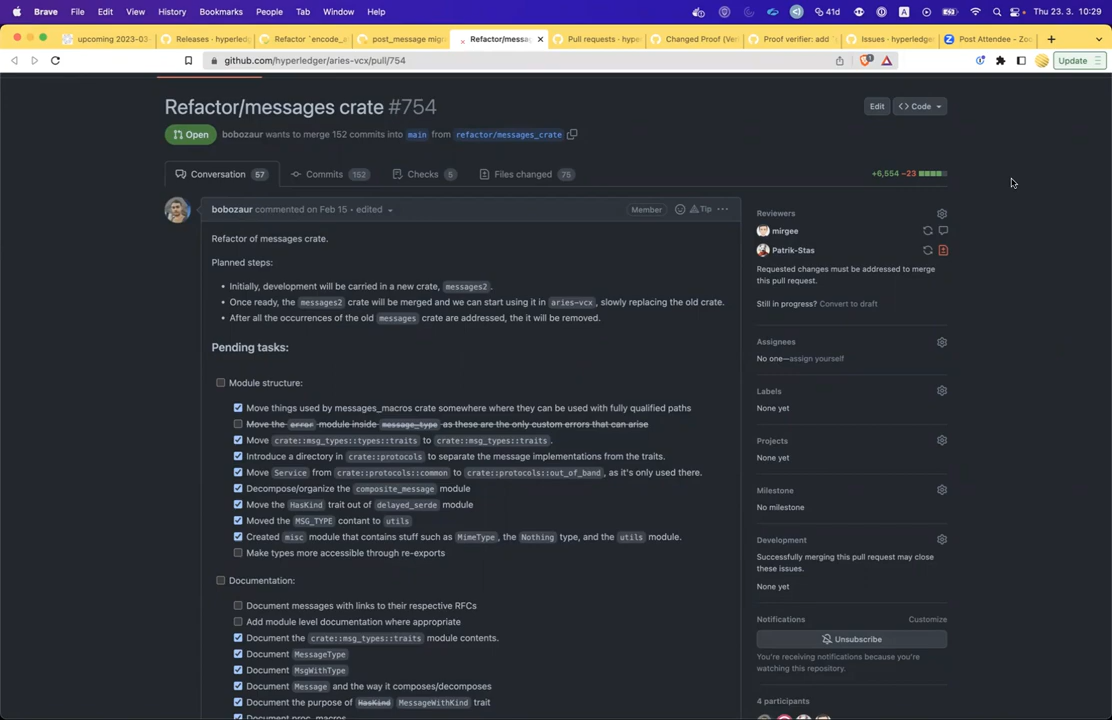 Brave File Edit View History Bookmarks People Tab Window Help 41d A Thu 23. 3. 10:29
upcoming 2023-03- Releases · hyperled Refactor `encode_a post_message mig Refactor/messag Pull requests · hype Changed Proof (Ver Proof verifier: add ` Issues · hyperledge Post Attendee - Zoo
github.com/hyperledger/aries-vcx/pull/754 1 Update
Refactor/messages crate #754 Edit <> Code
Open bobozaur wants to merge 152 commits into main from refactor/messages_crate
Conversation 57 Commits 152 Checks 5 Files changed 75 +6,554 −23
bobozaur commented on Feb 15 • edited Member Tip
Refactor of messages crate.
Planned steps:
• Initially, development will be carried in a new crate, messages2.
• Once ready, the messages2 crate will be merged and we can start using it in aries-vcx, slowly replacing the old crate.
• After all the occurrences of the old messages crate are addressed, the it will be removed.
Pending tasks:
Module structure:
Move things used by messages_macros crate somewhere where they can be used with fully qualified paths
Move the error module inside message_type as these are the only custom errors that can arise
Move crate::msg_types::types::traits to crate::msg_types::traits.
Introduce a directory in crate::protocols to separate the message implementations from the traits.
Move Service from crate::protocols::common to crate::protocols::out_of_band, as it's only used there.
Decompose/organize the composite_message module
Move the HasKind trait out of delayed_serde module
Moved the MSG_TYPE contant to utils
Created misc module that contains stuff such as MimeType, the Nothing type, and the utils module.
Make types more accessible through re-exports
Documentation:
Document messages with links to their respective RFCs
Add module level documentation where appropriate
Document the crate::msg_types::traits module contents.
Document MessageType
Document MsgWithType
Document Message and the way it composes/decomposes
Document the purpose of HasKind MessageWithKind trait
Document proc_macros
Reviewers
mirgee
Patrik-Stas
Requested changes must be addressed to merge
this pull request.
Still in progress? Convert to draft
Assignees
No one—assign yourself
Labels
None yet
Projects
None yet
Milestone
No milestone
Development
Successfully merging this pull request may close
these issues.
None yet
Notifications Customize
Unsubscribe
You're receiving notifications because you're
watching this repository.
4 participants